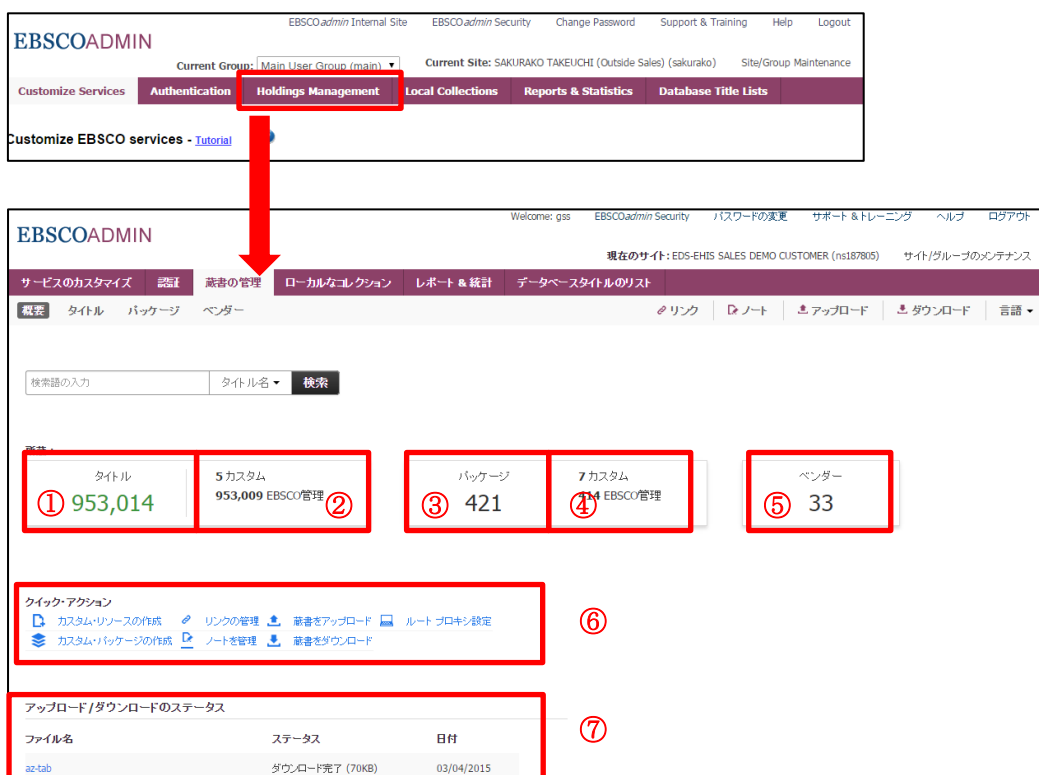 EBSCOadmin Internal Site EBSCOadmin Security Change Password Support & Training Help Logout
EBSCOADMIN
Current Group: Main User Group (main) Current Site: SAKURAKO TAKEUCHI (Outside Sales) (sakurako) Site/Group Maintenance
Customize Services Authentication Holdings Management Local Collections Reports & Statistics Database Title Lists
Customize EBSCO services - Tutorial
Welcome: gss EBSCOadmin Security パスワードの変更 サポート & トレーニング ヘルプ ログアウト
EBSCOADMIN
現在のサイト: EDS-EHIS SALES DEMO CUSTOMER (ns187805) サイト/グループのメンテナンス
サービスのカスタマイズ 認証 蔵書の管理 ローカルなコレクション レポート & 統計 データベースタイトルのリスト
概要 タイトル パッケージ ベンダー リンク ノート アップロード ダウンロード 言語
検索語の入力 タイトル名 検索
タイトル 5 カスタム パッケージ 7 カスタム ベンダー
① 953,014 953,009 EBSCO管理 ② ③ 421 ④ 414 EBSCO管理 ⑤ 33
クイック・アクション
カスタム・リソースの作成 リンクの管理 蔵書をアップロード ルート プロキシ設定 ⑥
カスタム・パッケージの作成 ノートを管理 蔵書をダウンロード
アップロード/ダウンロードのステータス
⑦
ファイル名 ステータス 日付
az-tab ダウンロード完了 (70KB) 03/04/2015